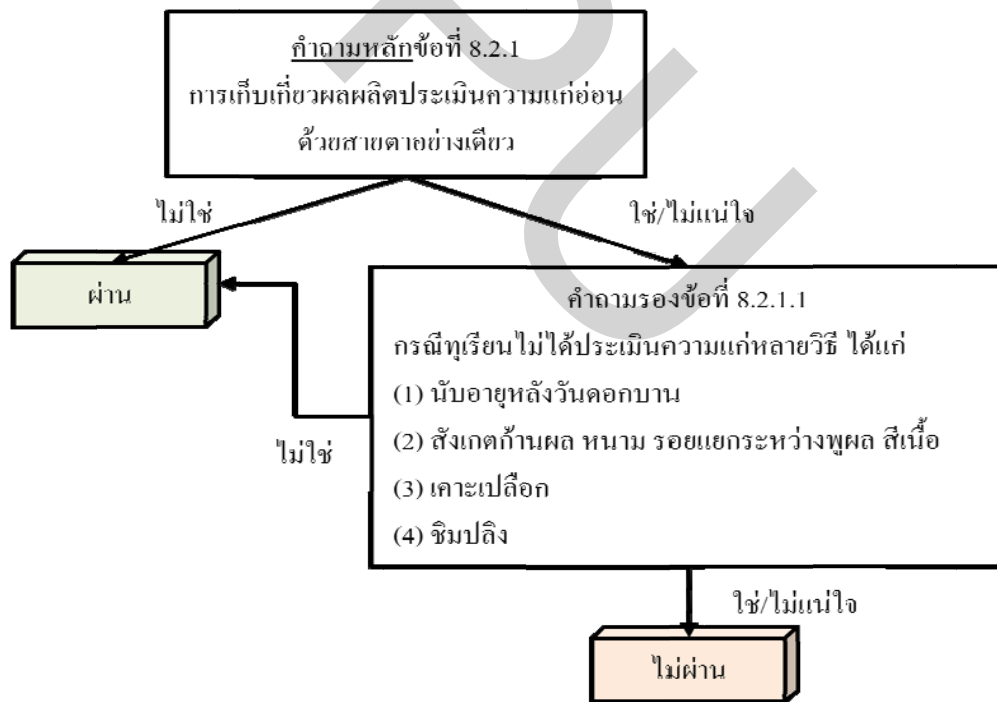 คำถามหลักข้อที่ 8.2.1
การเก็บเกี่ยวผลผลิตประเมินความแก่อ่อน
ด้วยสายตาอย่างเดียว
ไม่ใช่
ใช่/ไม่แน่ใจ
ผ่าน
คำถามรองข้อที่ 8.2.1.1
กรณีทุเรียนไม่ได้ประเมินความแก่หลายวิธี ได้แก่
(1) นับอายุหลังวันดอกบาน
(2) สังเกตก้านผล หนาม รอยแยกระหว่างพูผล สีเนื้อ
(3) เคาะเปลือก
(4) ชิมปลิง
ไม่ใช่
ใช่/ไม่แน่ใจ
ไม่ผ่าน